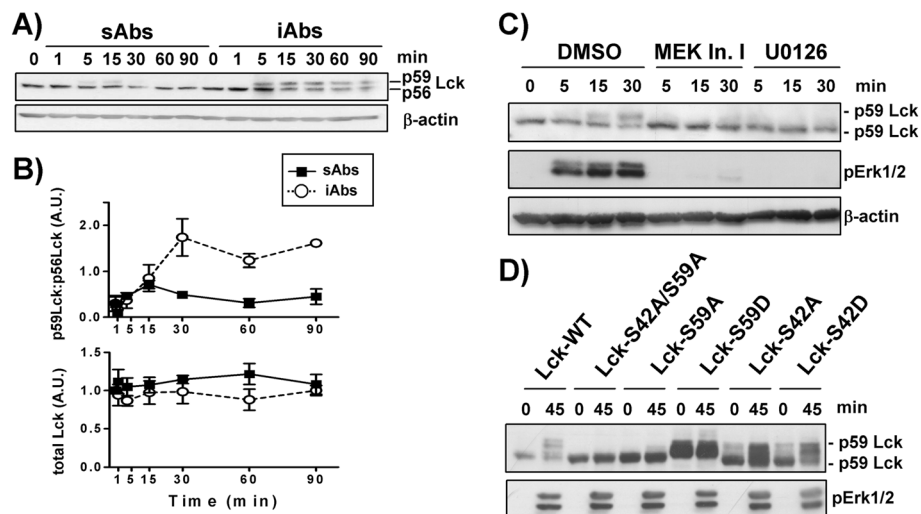 A)
sAbs iAbs
0 1 5 15 30 60 90 0 1 5 15 30 60 90 min
p59
Lck
p56
β-actin
B)
sAbs
iAbs
p59Lck:p56Lck (A.U.)
2.0
1.0
0.0
1 5 15 30 60 90
total Lck (A.U.)
1.5
1.0
0.5
0.0
1 5 15 30 60 90
Time (min)
C)
DMSO MEK In. I U0126
0 5 15 30 5 15 30 5 15 30 min
- p59 Lck
- p59 Lck
pErk1/2
β-actin
D)
Lck-WT
Lck-S42A/S59A
Lck-S59A
Lck-S59D
Lck-S42A
Lck-S42D
0 45 0 45 0 45 0 45 0 45 0 45 min
- p59 Lck
- p59 Lck
pErk1/2